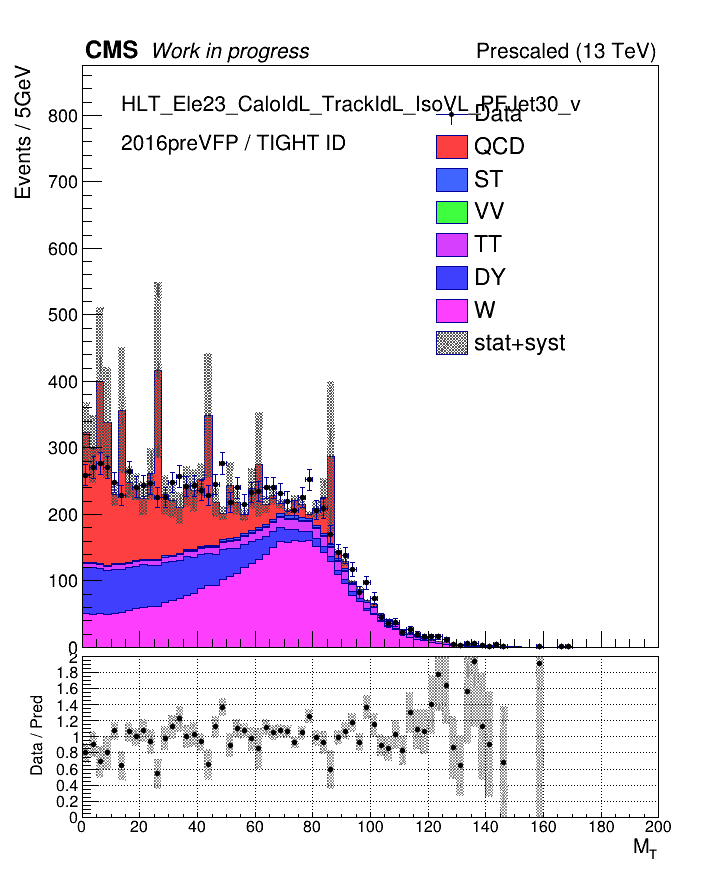 CMS Work in progress Prescaled (13 TeV)
Events / 5GeV
HLT_Ele23_CaloIdL_TrackIdL_IsoVL_PFJet30_v
2016preVFP / TIGHT ID
Data
QCD
ST
VV
TT
DY
W
stat+syst
800
700
600
500
400
300
200
100
0
Data / Pred
2
1.8
1.6
1.4
1.2
1
0.8
0.6
0.4
0.2
0
0 20 40 60 80 100 120 140 160 180 200
M_T